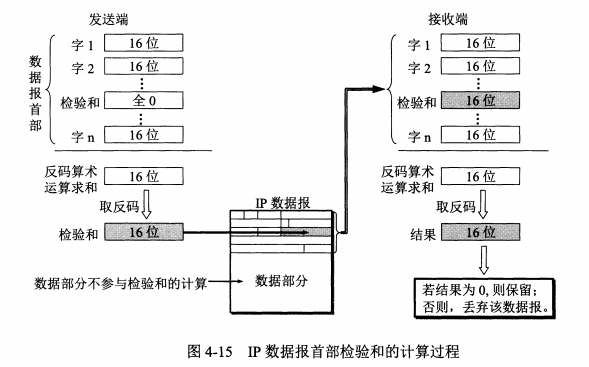 发送端
数据报首部
字 1
16 位
字 2
16 位
⋮
检验和
全 0
⋮
字 n
16 位
反码算术
运算求和
16 位
取反码
检验和
16 位
数据部分不参与检验和的计算
IP 数据报
数据部分
接收端
字 1
16 位
字 2
16 位
⋮
检验和
16 位
⋮
字 n
16 位
反码算术
运算求和
16 位
取反码
结果
16 位
若结果为 0, 则保留;
否则，丢弃该数据报。
图 4-15 IP 数据报首部检验和的计算过程